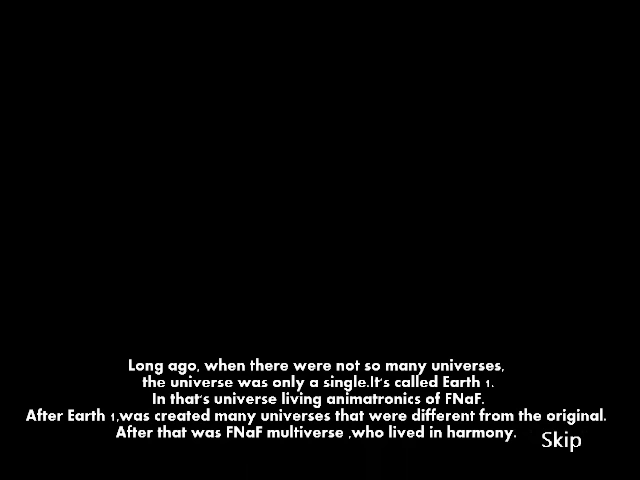 Long ago, when there were not so many universes,
the universe was only a single.It's called Earth 1.
In that's universe living animatronics of FNaF.
After Earth 1,was created many universes that were different from the original.
After that was FNaF multiverse ,who lived in harmony.
Skip